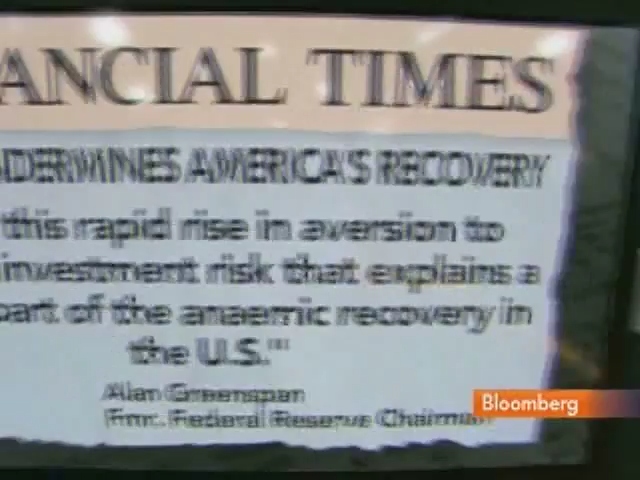 ANCIAL TIMES
DERMINES AMERICA'S RECOVERY
this rapid rise in aversion to
investment risk that explains a
part of the anaemic recovery in
the U.S."
Alan Greenspan
Fmr. Federal Reserve Chairman
Bloomberg